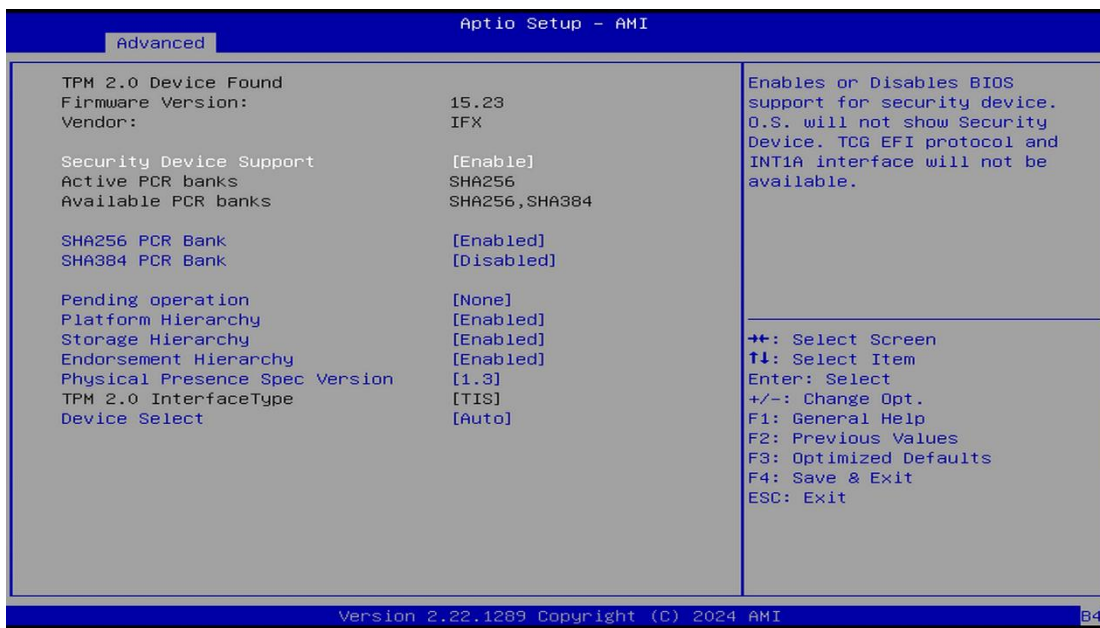 Aptio Setup - AMI
Advanced
TPM 2.0 Device Found
Firmware Version: 15.23
Vendor: IFX
Security Device Support [Enable]
Active PCR banks SHA256
Available PCR banks SHA256,SHA384
SHA256 PCR Bank [Enabled]
SHA384 PCR Bank [Disabled]
Pending operation [None]
Platform Hierarchy [Enabled]
Storage Hierarchy [Enabled]
Endorsement Hierarchy [Enabled]
Physical Presence Spec Version [1.3]
TPM 2.0 InterfaceType [TIS]
Device Select [Auto]
Enables or Disables BIOS
support for security device.
O.S. will not show Security
Device. TCG EFI protocol and
INT1A interface will not be
available.
→←: Select Screen
↑↓: Select Item
Enter: Select
+/-: Change Opt.
F1: General Help
F2: Previous Values
F3: Optimized Defaults
F4: Save & Exit
ESC: Exit
Version 2.22.1289 Copyright (C) 2024 AMI
B4